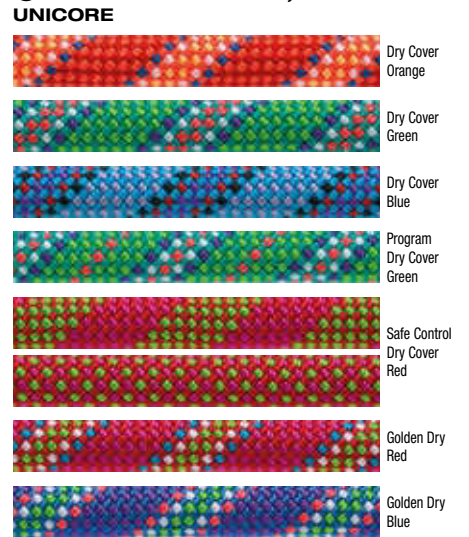 UNICORE
Dry Cover
Orange
Dry Cover
Green
Dry Cover
Blue
Program
Dry Cover
Green
Safe Control
Dry Cover
Red
Golden Dry
Red
Golden Dry
Blue